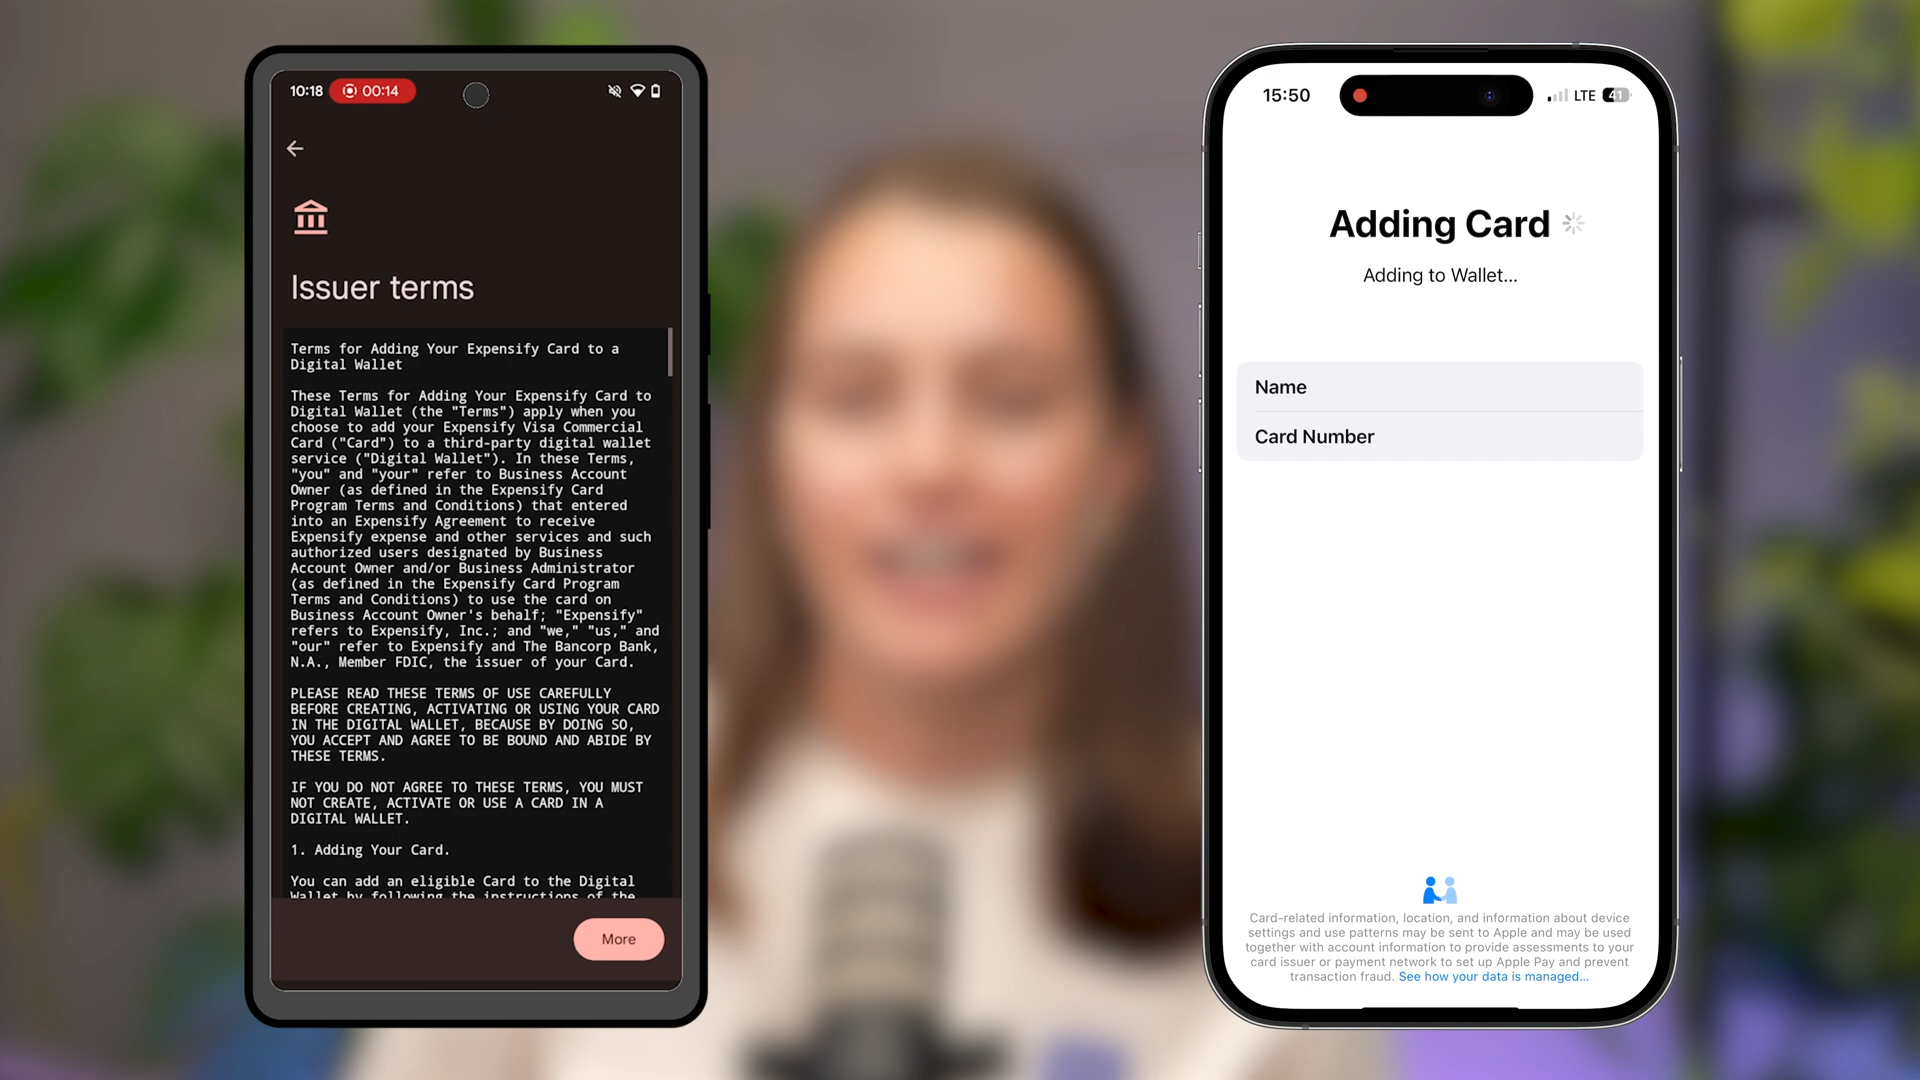 10:18 00:14
Issuer terms
Terms for Adding Your Expensify Card to a
Digital Wallet
These Terms for Adding Your Expensify Card to
Digital Wallet (the "Terms") apply when you
choose to add your Expensify Visa Commercial
Card ("Card") to a third-party digital wallet
service ("Digital Wallet"). In these Terms,
"you" and "your" refer to Business Account
Owner (as defined in the Expensify Card
Program Terms and Conditions) that entered
into an Expensify Agreement to receive
Expensify expense and other services and such
authorized users designated by Business
Account Owner and/or Business Administrator
(as defined in the Expensify Card Program
Terms and Conditions) to use the card on
Business Account Owner's behalf; "Expensify"
refers to Expensify, Inc.; and "we," "us," and
"our" refer to Expensify and The Bancorp Bank,
N.A., Member FDIC, the issuer of your Card.
PLEASE READ THESE TERMS OF USE CAREFULLY
BEFORE CREATING, ACTIVATING OR USING YOUR CARD
IN THE DIGITAL WALLET, BECAUSE BY DOING SO,
YOU ACCEPT AND AGREE TO BE BOUND AND ABIDE BY
THESE TERMS.
IF YOU DO NOT AGREE TO THESE TERMS, YOU MUST
NOT CREATE, ACTIVATE OR USE A CARD IN A
DIGITAL WALLET.
1. Adding Your Card.
You can add an eligible Card to the Digital
Wallet by following the instructions of the
More
15:50 LTE 41
Adding Card
Adding to Wallet...
Name
Card Number
Card-related information, location, and information about device
settings and use patterns may be sent to Apple and may be used
together with account information to provide assessments to your
card issuer or payment network to set up Apple Pay and prevent
transaction fraud. See how your data is managed...